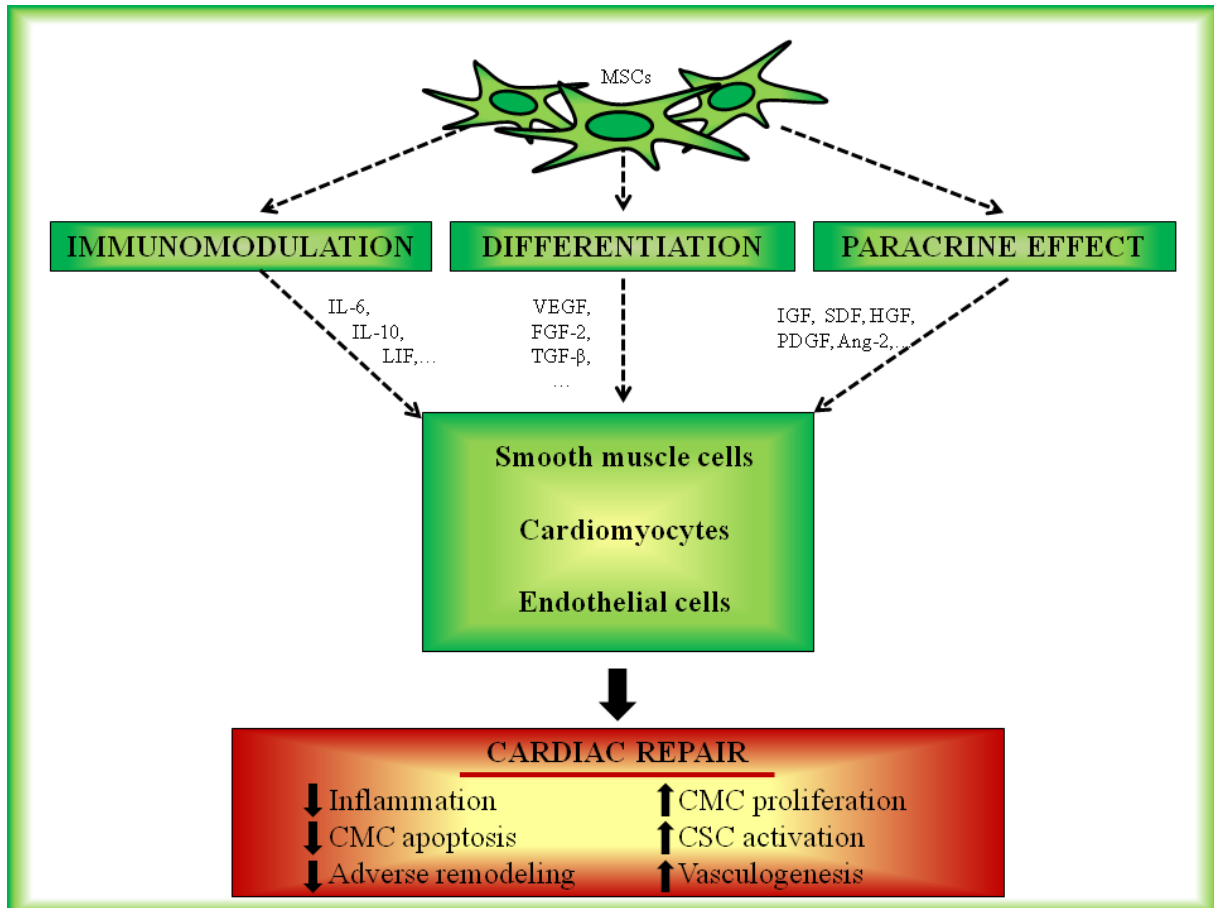 MSCs
IMMUNOMODULATION
DIFFERENTIATION
PARACRINE EFFECT
IL-6,
IL-10,
LIF,...
VEGF,
FGF-2,
TGF-β,
...
IGF, SDF, HGF,
PDGF, Ang-2,...
Smooth muscle cells
Cardiomyocytes
Endothelial cells
CARDIAC REPAIR
Inflammation
CMC apoptosis
Adverse remodeling
CMC proliferation
CSC activation
Vasculogenesis